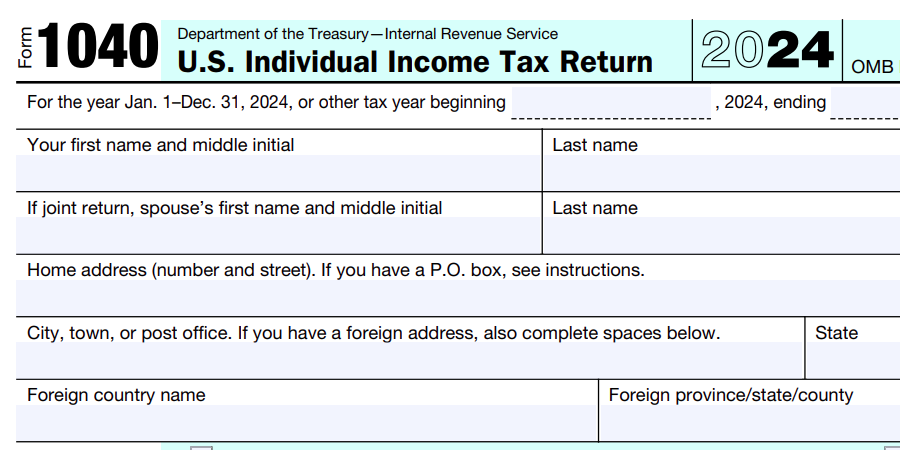 Form 1040 Department of the Treasury—Internal Revenue Service
U.S. Individual Income Tax Return 2024 OMB
For the year Jan. 1–Dec. 31, 2024, or other tax year beginning , 2024, ending
Your first name and middle initial Last name
If joint return, spouse’s first name and middle initial Last name
Home address (number and street). If you have a P.O. box, see instructions.
City, town, or post office. If you have a foreign address, also complete spaces below. State
Foreign country name Foreign province/state/county